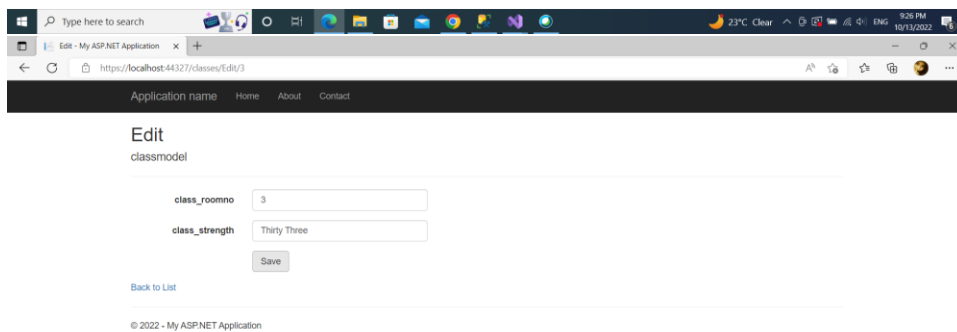 Type here to search
23°C Clear
ENG
9:26 PM
10/13/2022
6
Edit - My ASP.NET Application
https://localhost:44327/classes/Edit/3
Application name Home About Contact
Edit
classmodel
class_roomno 3
class_strength Thirty Three
Save
Back to List
© 2022 - My ASP.NET Application